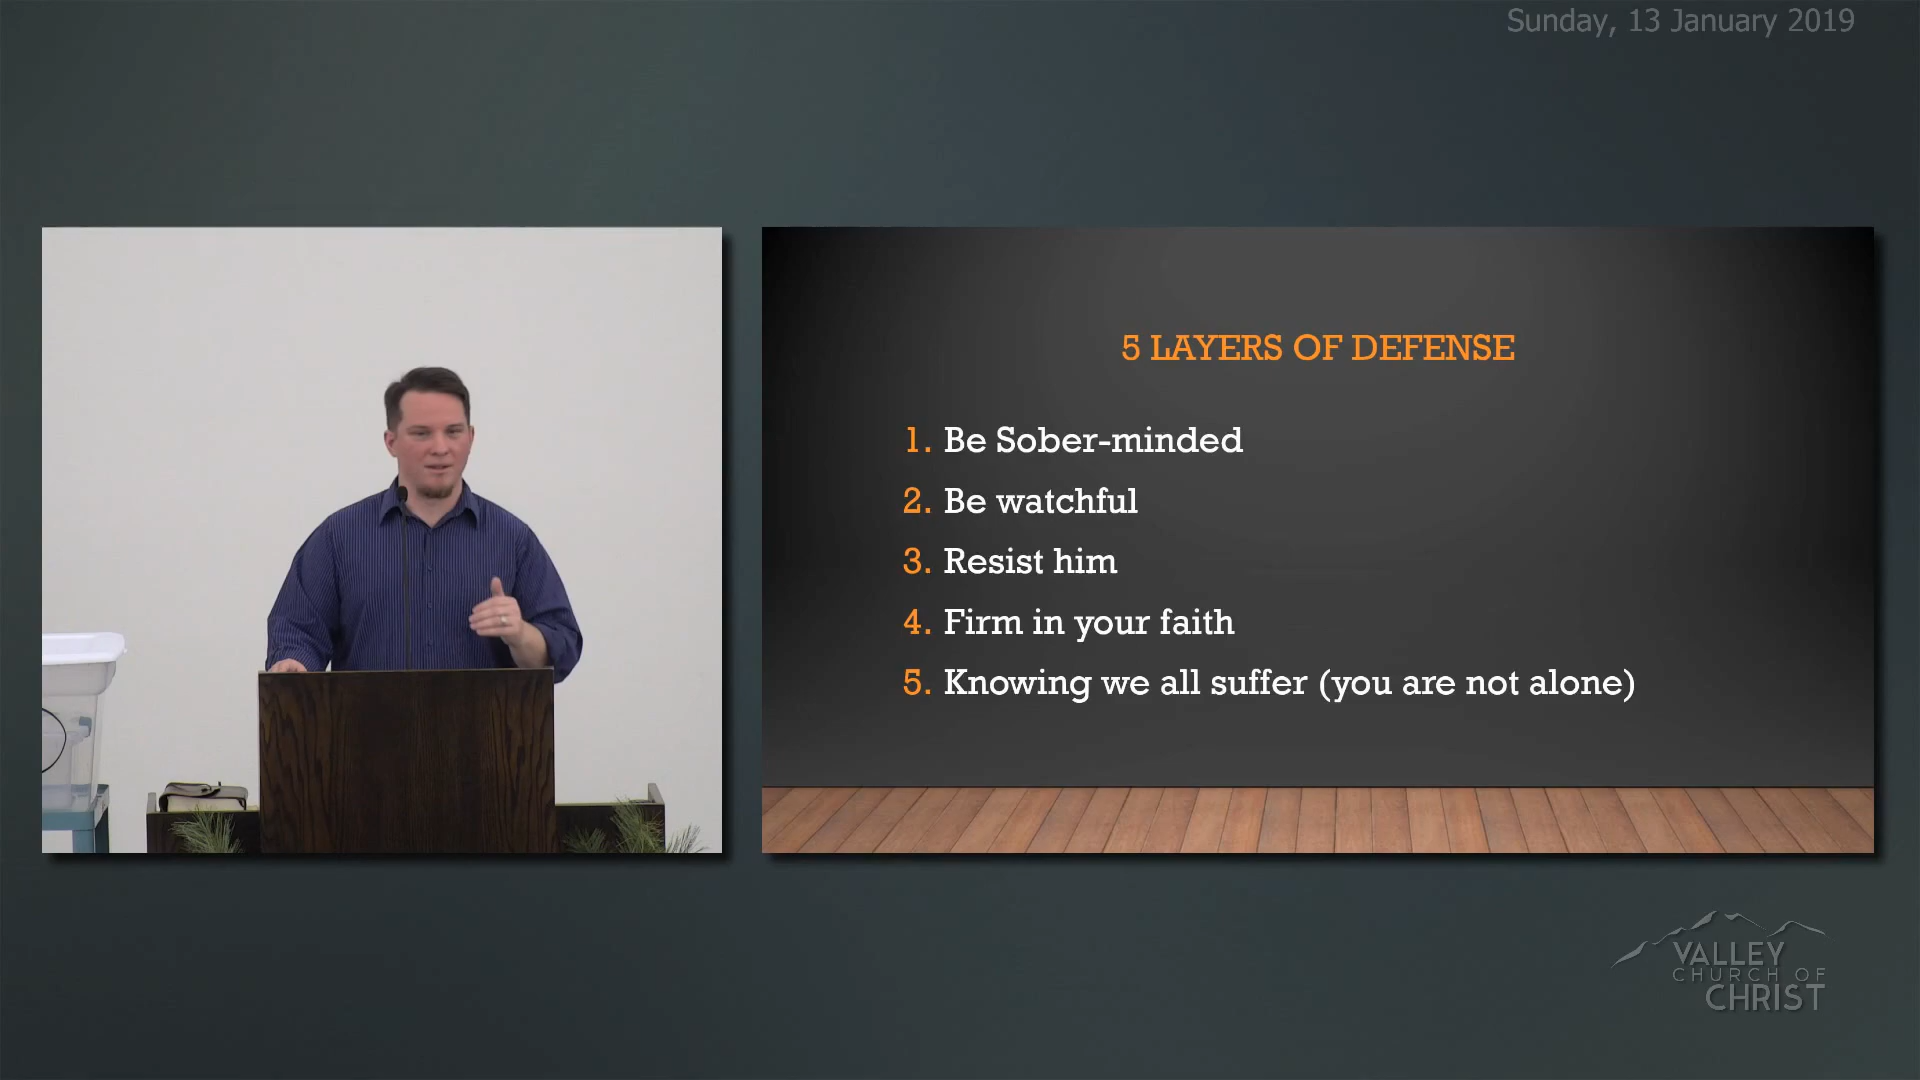 Sunday, 13 January 2019
5 LAYERS OF DEFENSE
1. Be Sober-minded
2. Be watchful
3. Resist him
4. Firm in your faith
5. Knowing we all suffer (you are not alone)
VALLEY
CHURCH OF
CHRIST